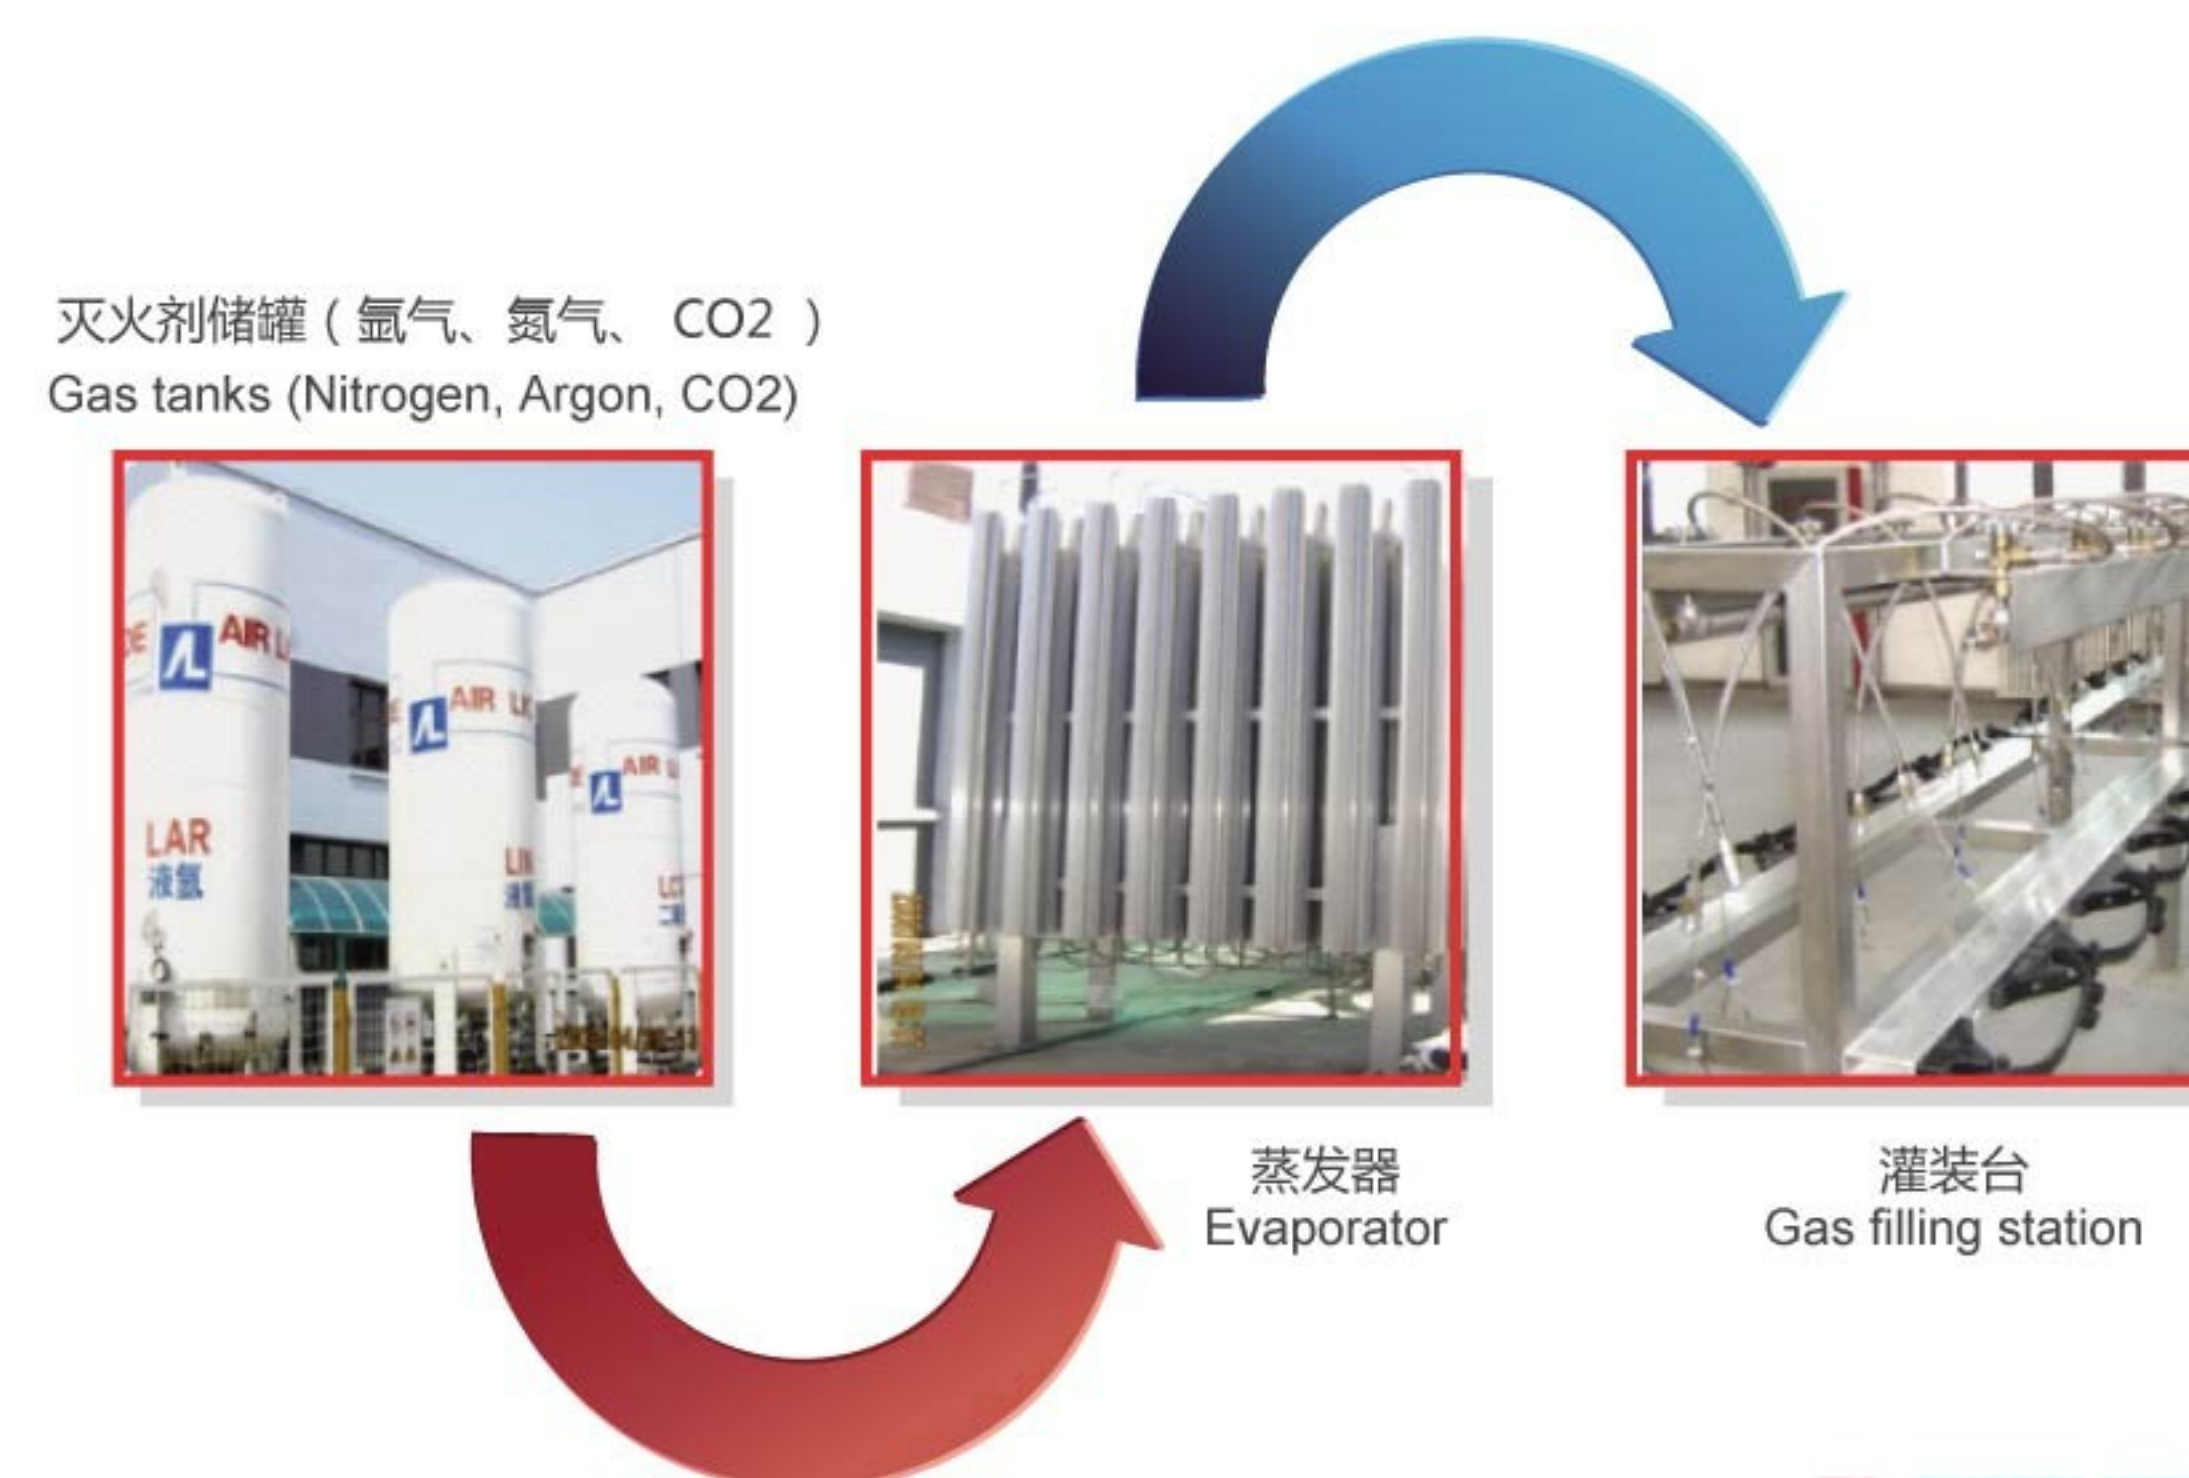 灭火剂储罐（氩气、氮气、 CO2 ）
Gas tanks (Nitrogen, Argon, CO2)
AIR
LAR
液氩
AIR
AIR
蒸发器
Evaporator
灌装台
Gas filling station